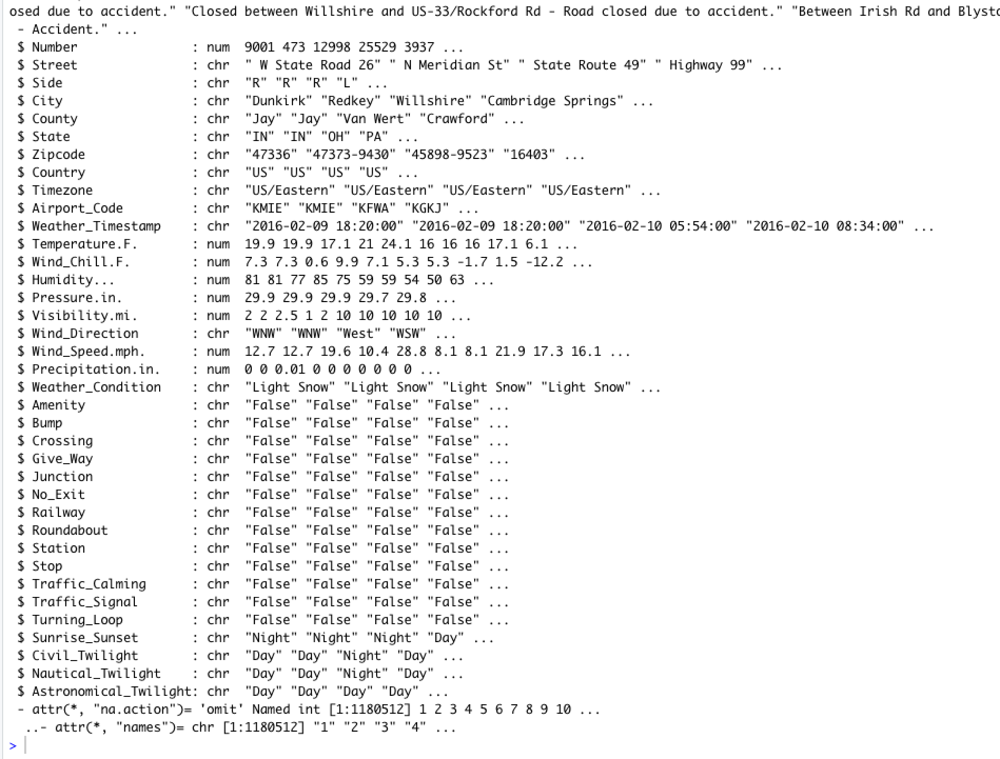 osed due to accident." "Closed between Willshire and US-33/Rockford Rd - Road closed due to accident." "Between Irish Rd and
 - Accident." ...
 $ Number               : num  9001 473 12998 25529 3937 ...
 $ Street               : chr  " W State Road 26" " N Meridian St" " State Route 49" " Highway 99" ...
 $ Side                 : chr  "R" "R" "R" "L" ...
 $ City                 : chr  "Dunkirk" "Redkey" "Willshire" "Cambridge Springs" ...
 $ County               : chr  "Jay" "Jay" "Van Wert" "Crawford" ...
 $ State                : chr  "IN" "IN" "OH" "PA" ...
 $ Zipcode              : chr  "47336" "47373-9430" "45898-9523" "16403" ...
 $ Country              : chr  "US" "US" "US" "US" ...
 $ Timezone             : chr  "US/Eastern" "US/Eastern" "US/Eastern" "US/Eastern" ...
 $ Airport_Code         : chr  "KMIE" "KMIE" "KFWA" "KGKJ" ...
 $ Weather_Timestamp    : chr  "2016-02-09 18:20:00" "2016-02-09 18:20:00" "2016-02-10 05:54:00" "2016-02-10 08:34:00" ...
 $ Temperature.F.       : num  19.9 19.9 17.1 21 24.1 16 16 16 17.1 6.1 ...
 $ Wind_Chill.F.        : num  7.3 7.3 0.6 9.9 7.1 5.3 5.3 -1.7 1.5 -12.2 ...
 $ Humidity...          : num  81 81 77 85 75 59 59 54 50 63 ...
 $ Pressure.in.         : num  29.9 29.9 29.9 29.7 29.8 ...
 $ Visibility.mi.       : num  2 2 2.5 1 2 10 10 10 10 10 ...
 $ Wind_Direction       : chr  "WNW" "WNW" "West" "WSW" ...
 $ Wind_Speed.mph.      : num  12.7 12.7 19.6 10.4 28.8 8.1 8.1 21.9 17.3 16.1 ...
 $ Precipitation.in.    : num  0 0 0.01 0 0 0 0 0 0 0 ...
 $ Weather_Condition    : chr  "Light Snow" "Light Snow" "Light Snow" "Light Snow" ...
 $ Amenity              : chr  "False" "False" "False" "False" ...
 $ Bump                 : chr  "False" "False" "False" "False" ...
 $ Crossing             : chr  "False" "False" "False" "False" ...
 $ Give_Way             : chr  "False" "False" "False" "False" ...
 $ Junction             : chr  "False" "False" "False" "False" ...
 $ No_Exit              : chr  "False" "False" "False" "False" ...
 $ Railway              : chr  "False" "False" "False" "False" ...
 $ Roundabout           : chr  "False" "False" "False" "False" ...
 $ Station              : chr  "False" "False" "False" "False" ...
 $ Stop                 : chr  "False" "False" "False" "False" ...
 $ Traffic_Calming      : chr  "False" "False" "False" "False" ...
 $ Traffic_Signal       : chr  "False" "False" "False" "False" ...
 $ Turning_Loop         : chr  "False" "False" "False" "False" ...
 $ Sunrise_Sunset       : chr  "Night" "Night" "Night" "Day" ...
 $ Civil_Twilight       : chr  "Day" "Day" "Night" "Day" ...
 $ Nautical_Twilight    : chr  "Day" "Day" "Night" "Day" ...
 $ Astronomical_Twilight: chr  "Day" "Day" "Day" "Day" ...
 - attr(*, "na.action")= 'omit' Named int [1:1180512] 1 2 3 4 5 6 7 8 9 10 ...
  ..- attr(*, "names")= chr [1:1180512] "1" "2" "3" "4" ...
>